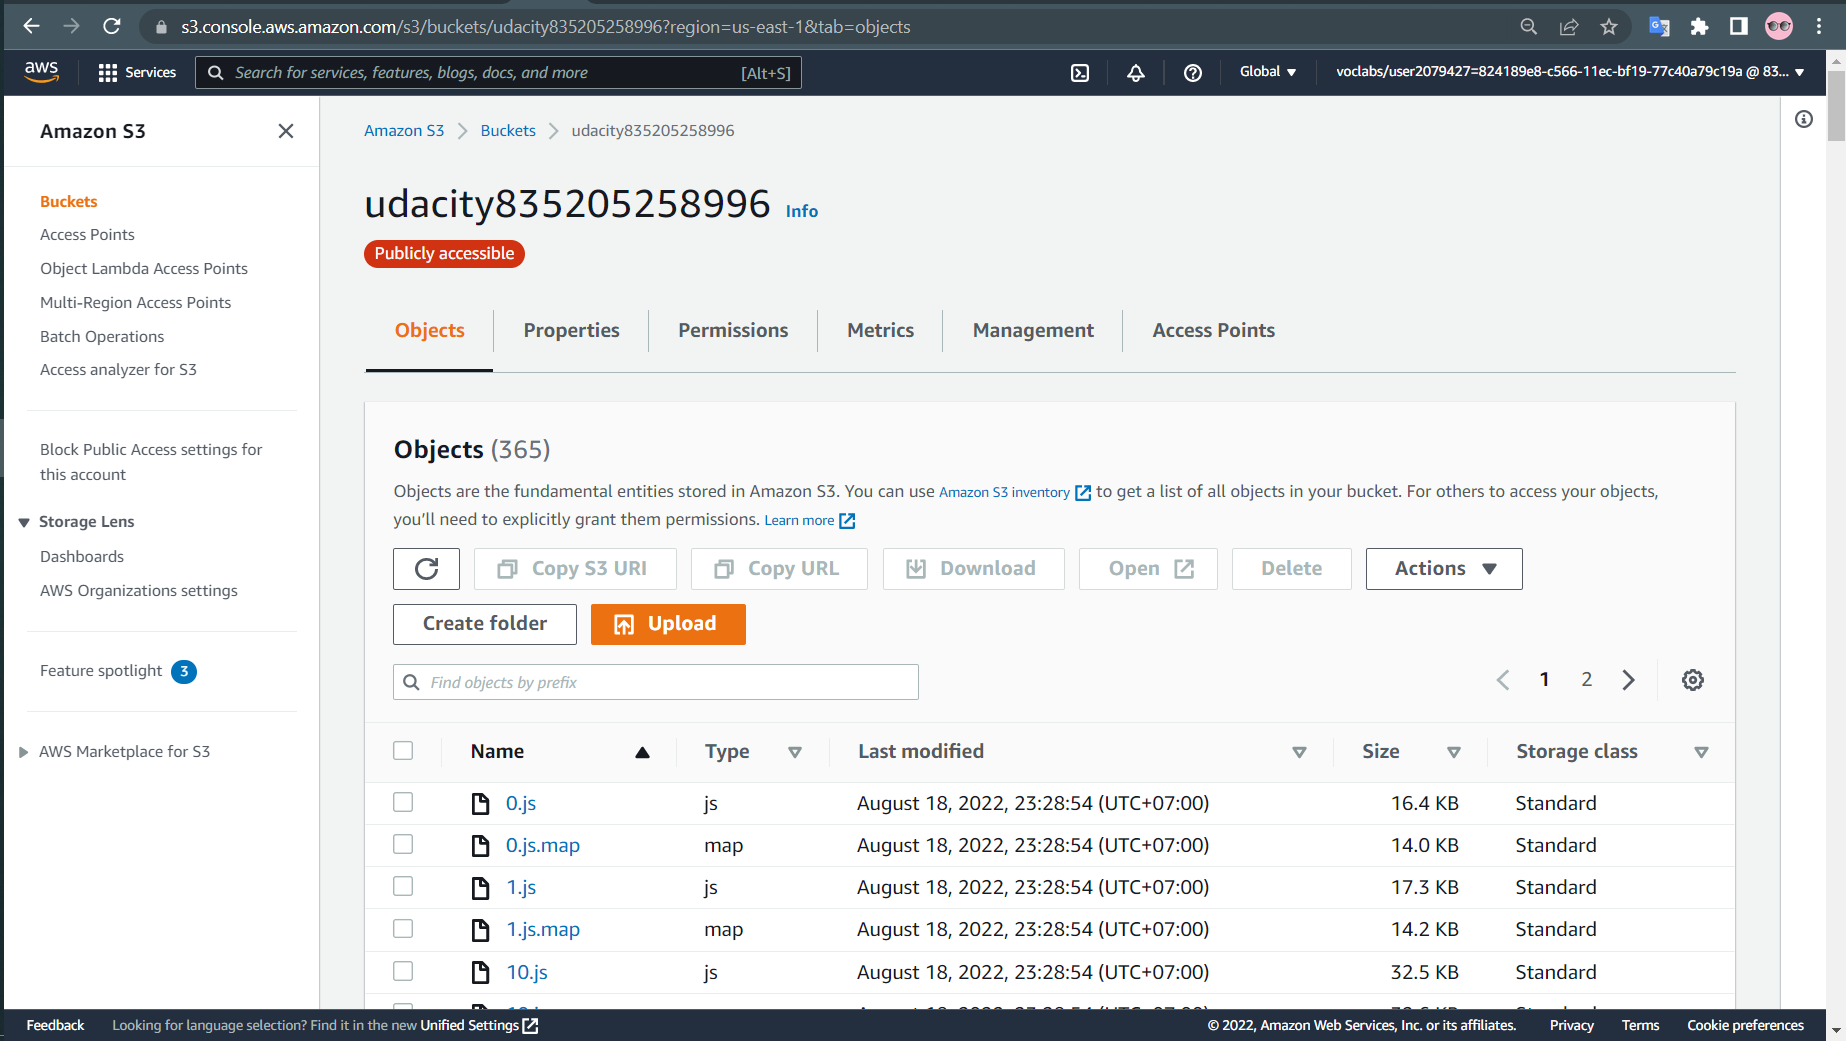 s3.console.aws.amazon.com/s3/buckets/udacity835205258996?region=us-east-1&tab=objects
aws Services Search for services, features, blogs, docs, and more [Alt+S] Global voclabs/user2079427=824189e8-c566-11ec-bf19-77c40a79c19a @ 83...
Amazon S3
Buckets
Access Points
Object Lambda Access Points
Multi-Region Access Points
Batch Operations
Access analyzer for S3
Block Public Access settings for
this account
Storage Lens
Dashboards
AWS Organizations settings
Feature spotlight 3
AWS Marketplace for S3
Amazon S3 Buckets udacity835205258996
udacity835205258996 Info
Publicly accessible
Objects Properties Permissions Metrics Management Access Points
Objects (365)
Objects are the fundamental entities stored in Amazon S3. You can use Amazon S3 inventory to get a list of all objects in your bucket. For others to access your objects,
you'll need to explicitly grant them permissions. Learn more
Copy S3 URI Copy URL Download Open Delete Actions
Create folder Upload
Find objects by prefix 1 2
Name Type Last modified Size Storage class
0.js js August 18, 2022, 23:28:54 (UTC+07:00) 16.4 KB Standard
0.js.map map August 18, 2022, 23:28:54 (UTC+07:00) 14.0 KB Standard
1.js js August 18, 2022, 23:28:54 (UTC+07:00) 17.3 KB Standard
1.js.map map August 18, 2022, 23:28:54 (UTC+07:00) 14.2 KB Standard
10.js js August 18, 2022, 23:28:54 (UTC+07:00) 32.5 KB Standard
Feedback Looking for language selection? Find it in the new Unified Settings © 2022, Amazon Web Services, Inc. or its affiliates. Privacy Terms Cookie preferences